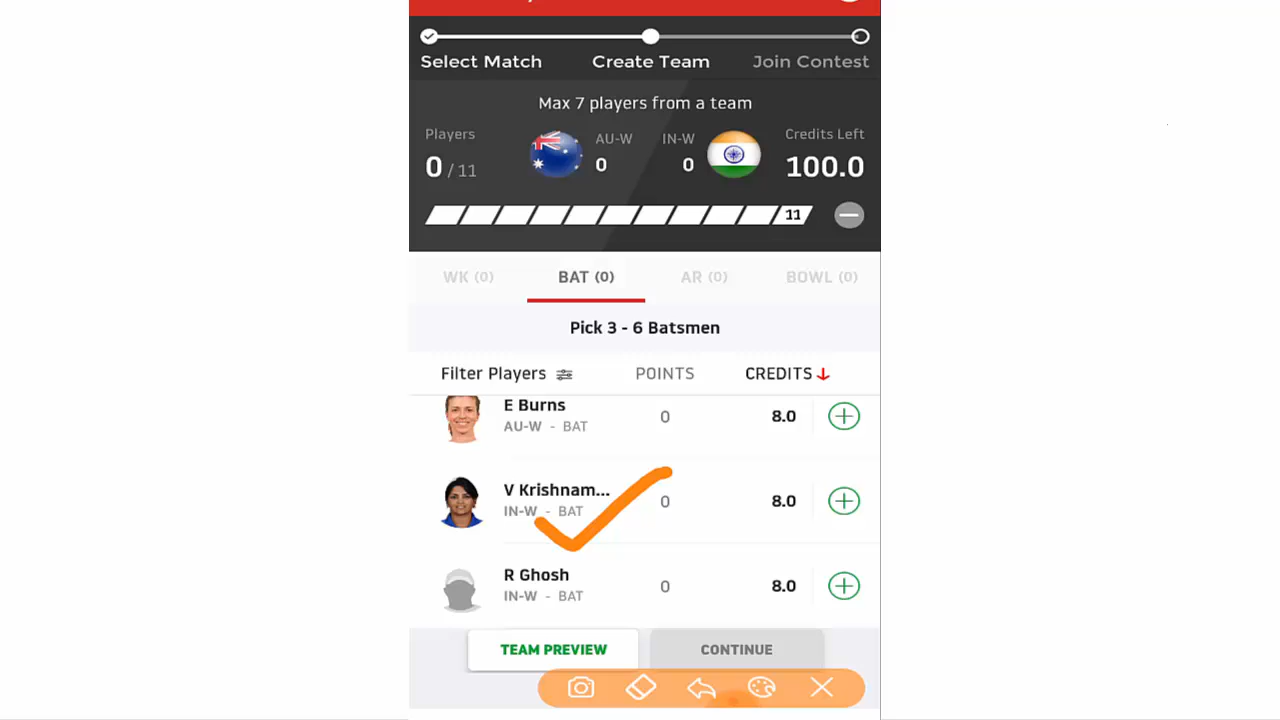 Select Match Create Team Join Contest
Max 7 players from a team
Players AU-W IN-W Credits Left
0 / 11 0 0 100.0
11
WK (0) BAT (0) AR (0) BOWL (0)
Pick 3 - 6 Batsmen
Filter Players POINTS CREDITS
E Burns
AU-W - BAT 0 8.0
V Krishnam...
IN-W - BAT 0 8.0
R Ghosh
IN-W - BAT 0 8.0
TEAM PREVIEW CONTINUE